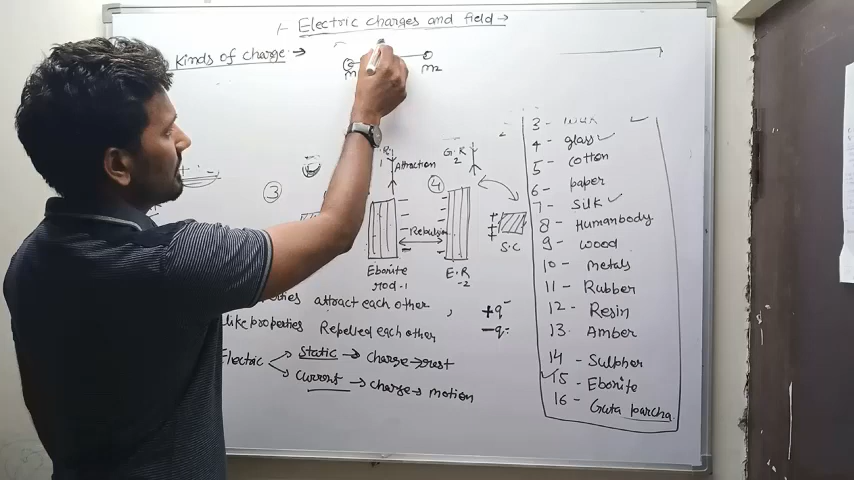 1- Electric charges and field →
kinds of charge →
m
m2
3 -
4 - glass ✓
5 - cotton
6 - paper
7 - Silk ✓
8 - Humanbody
9 - wood
10 - metals
11 - Rubber
12 - Resin
13 - Amber
14 - Sulpher
✓15 - Ebonite
16 - Guta parcha
G.R
2
Attraction
3
4
Repulsion
S.C
Ebonite
rod-1
E.R
-2
attract each other ,
like properties Repelled each other
+q
-q
Electric
Static → charge → rest
Current → charge → motion